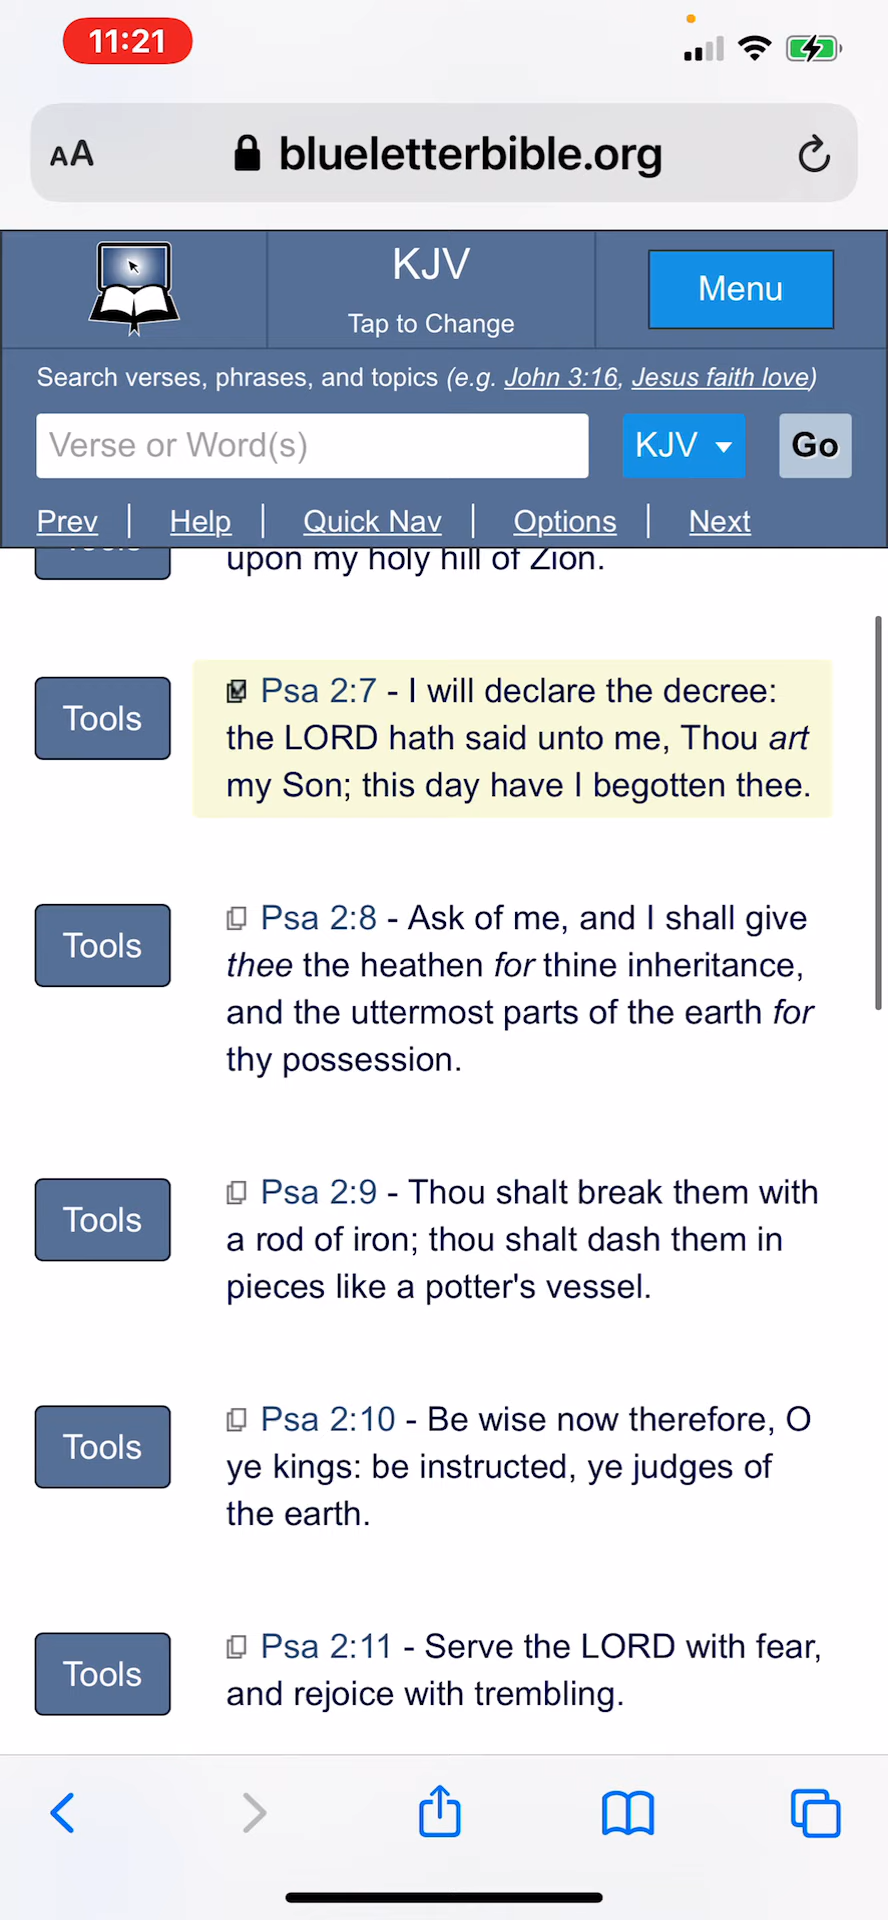 11:21
AA blueletterbible.org
KJV
Tap to Change
Menu
Search verses, phrases, and topics (e.g. John 3:16, Jesus faith love)
Verse or Word(s) KJV Go
Prev | Help | Quick Nav | Options | Next
Tools upon my holy hill of Zion.
Tools
Psa 2:7 - I will declare the decree:
the LORD hath said unto me, Thou art
my Son; this day have I begotten thee.
Tools
Psa 2:8 - Ask of me, and I shall give
thee the heathen for thine inheritance,
and the uttermost parts of the earth for
thy possession.
Tools
Psa 2:9 - Thou shalt break them with
a rod of iron; thou shalt dash them in
pieces like a potter's vessel.
Tools
Psa 2:10 - Be wise now therefore, O
ye kings: be instructed, ye judges of
the earth.
Tools
Psa 2:11 - Serve the LORD with fear,
and rejoice with trembling.